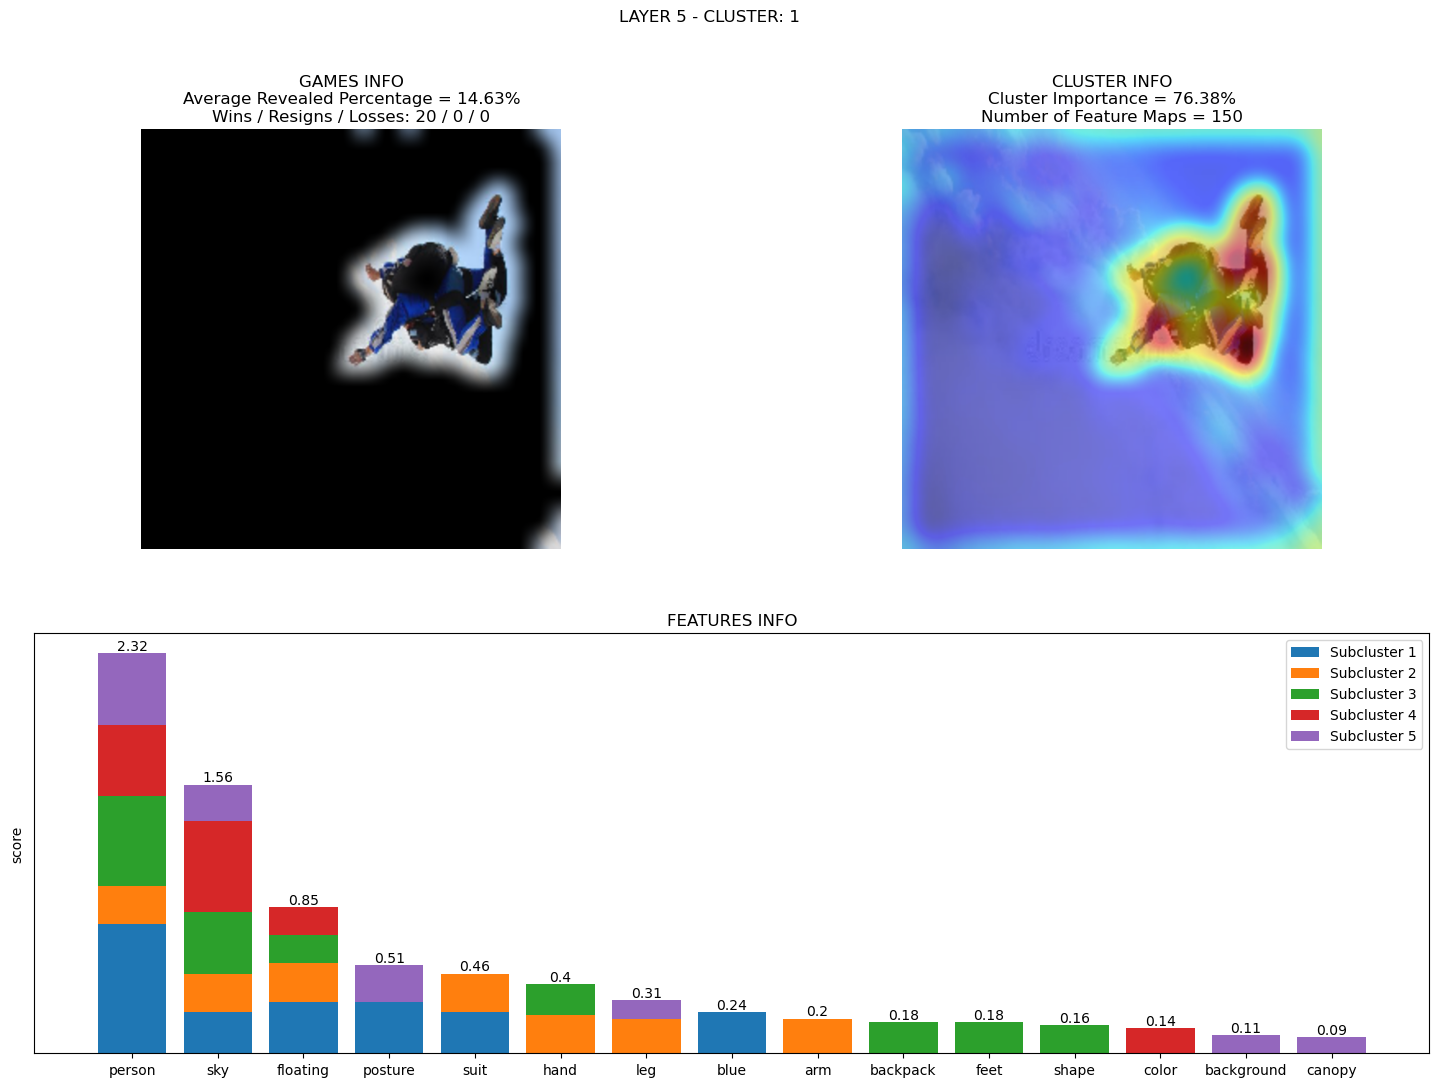 LAYER 5 - CLUSTER: 1
GAMES INFO
Average Revealed Percentage = 14.63%
Wins / Resigns / Losses: 20 / 0 / 0
CLUSTER INFO
Cluster Importance = 76.38%
Number of Feature Maps = 150
FEATURES INFO
score
2.32
1.56
0.85
0.51
0.46
0.4
0.31
0.24
0.2
0.18
0.18
0.16
0.14
0.11
0.09
Subcluster 1
Subcluster 2
Subcluster 3
Subcluster 4
Subcluster 5
person sky floating posture suit hand leg blue arm backpack feet shape color background canopy